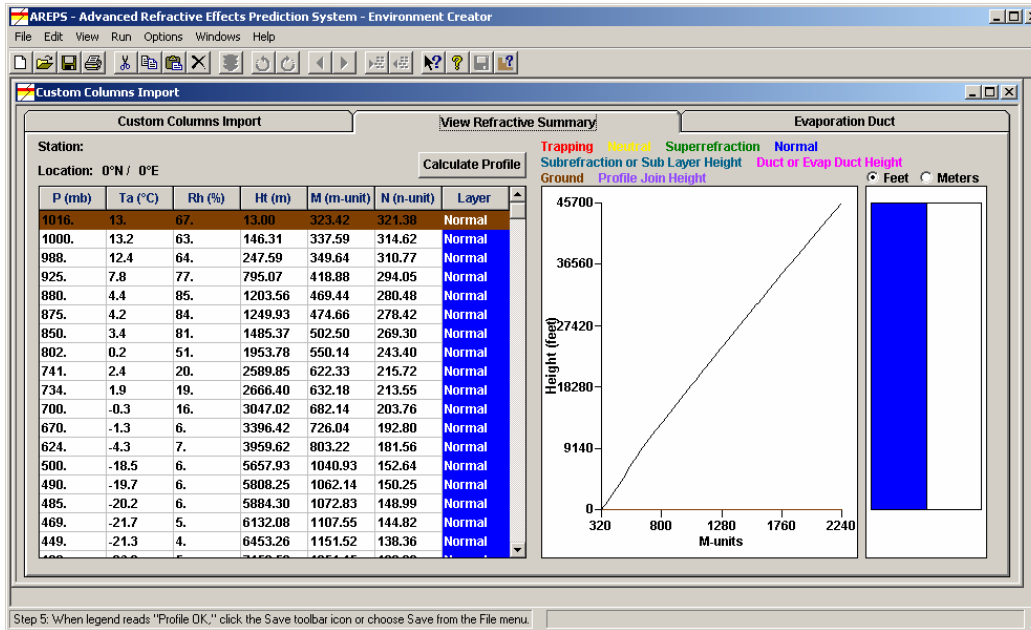 AREPS - Advanced Refractive Effects Prediction System - Environment Creator
File Edit View Run Options Windows Help
Custom Columns Import
Custom Columns Import View Refractive Summary Evaporation Duct
Station:
Location: 0°N / 0°E
Calculate Profile
Trapping Neutral Superrefraction Normal
Subrefraction or Sub Layer Height Duct or Evap Duct Height
Ground Profile Join Height
Feet Meters
P (mb) Ta (°C) Rh (%) Ht (m) M (m-unit) N (n-unit) Layer
1016. 13. 67. 13.00 323.42 321.38 Normal
1000. 13.2 63. 146.31 337.59 314.62 Normal
988. 12.4 64. 247.59 349.64 310.77 Normal
925. 7.8 77. 795.07 418.88 294.05 Normal
880. 4.4 85. 1203.56 469.44 280.48 Normal
875. 4.2 84. 1249.93 474.66 278.42 Normal
850. 3.4 81. 1485.37 502.50 269.30 Normal
802. 0.2 51. 1953.78 550.14 243.40 Normal
741. 2.4 20. 2589.85 622.33 215.72 Normal
734. 1.9 19. 2666.40 632.18 213.55 Normal
700. -0.3 16. 3047.02 682.14 203.76 Normal
670. -1.3 6. 3396.42 726.04 192.80 Normal
624. -4.3 7. 3959.62 803.22 181.56 Normal
500. -18.5 6. 5657.93 1040.93 152.64 Normal
490. -19.7 6. 5808.25 1062.14 150.25 Normal
485. -20.2 6. 5884.30 1072.83 148.99 Normal
469. -21.7 5. 6132.08 1107.55 144.82 Normal
449. -21.3 4. 6453.26 1151.52 138.36 Normal
45700
36560
27420
18280
9140
0
Height (feet)
320 800 1280 1760 2240
M-units
Step 5: When legend reads "Profile OK," click the Save toolbar icon or choose Save from the File menu.